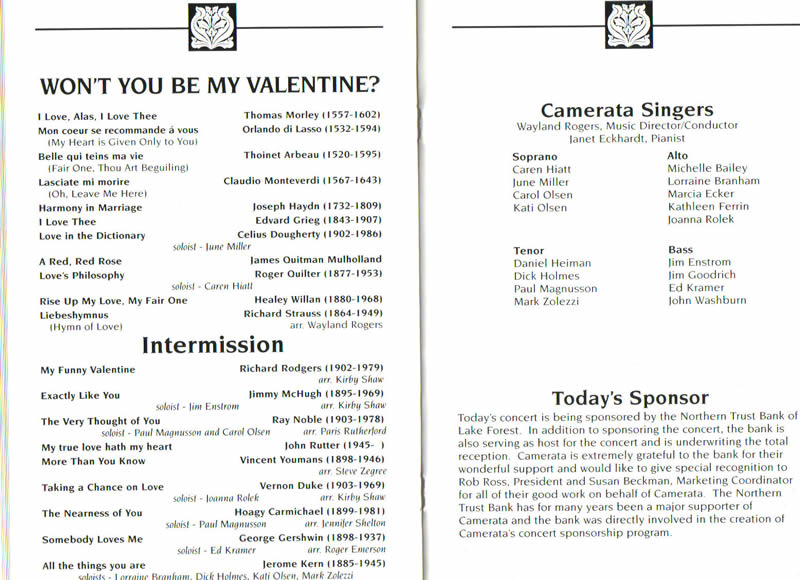 WON'T YOU BE MY VALENTINE?
I Love, Alas, I Love Thee Thomas Morley (1557-1602)
Mon coeur se recommande á vous Orlando di Lasso (1532-1594)
(My Heart is Given Only to You)
Belle qui teins ma vie Thoinet Arbeau (1520-1595)
(Fair One, Thou Art Beguiling)
Lasciate mi morire Claudio Monteverdi (1567-1643)
(Oh, Leave Me Here)
Harmony in Marriage Joseph Haydn (1732-1809)
I Love Thee Edvard Grieg (1843-1907)
Love in the Dictionary Celius Dougherty (1902-1986)
soloist - June Miller
A Red, Red Rose James Quitman Mulholland
Love's Philosophy Roger Quilter (1877-1953)
soloist - Caren Hiatt
Rise Up My Love, My Fair One Healey Willan (1880-1968)
Liebeshymnus Richard Strauss (1864-1949)
(Hymn of Love) arr. Wayland Rogers
Intermission
My Funny Valentine Richard Rodgers (1902-1979)
arr. Kirby Shaw
Exactly Like You Jimmy McHugh (1895-1969)
soloist - Jim Enstrom arr. Kirby Shaw
The Very Thought of You Ray Noble (1903-1978)
soloist - Paul Magnusson and Carol Olsen arr. Paris Rutherford
My true love hath my heart John Rutter (1945- )
More Than You Know Vincent Youmans (1898-1946)
arr. Steve Zegree
Taking a Chance on Love Vernon Duke (1903-1969)
soloist - Joanna Rolek arr. Kirby Shaw
The Nearness of You Hoagy Carmichael (1899-1981)
soloist - Paul Magnusson arr. Jennifer Shelton
Somebody Loves Me George Gershwin (1898-1937)
soloist - Ed Kramer arr. Roger Emerson
All the things you are Jerome Kern (1885-1945)
soloists - Lorraine Branham, Dick Holmes, Kati Olsen, Mark Zolezzi
Camerata Singers
Wayland Rogers, Music Director/Conductor
Janet Eckhardt, Pianist
Soprano
Caren Hiatt
June Miller
Carol Olsen
Kati Olsen
Alto
Michelle Bailey
Lorraine Branham
Marcia Ecker
Kathleen Ferrin
Joanna Rolek
Tenor
Daniel Heiman
Dick Holmes
Paul Magnusson
Mark Zolezzi
Bass
Jim Enstrom
Jim Goodrich
Ed Kramer
John Washburn
Today's Sponsor
Today's concert is being sponsored by the Northern Trust Bank of
Lake Forest. In addition to sponsoring the concert, the bank is
also serving as host for the concert and is underwriting the total
reception. Camerata is extremely grateful to the bank for their
wonderful support and would like to give special recognition to
Rob Ross, President and Susan Beckman, Marketing Coordinator
for all of their good work on behalf of Camerata. The Northern
Trust Bank has for many years been a major supporter of
Camerata and the bank was directly involved in the creation of
Camerata's concert sponsorship program.